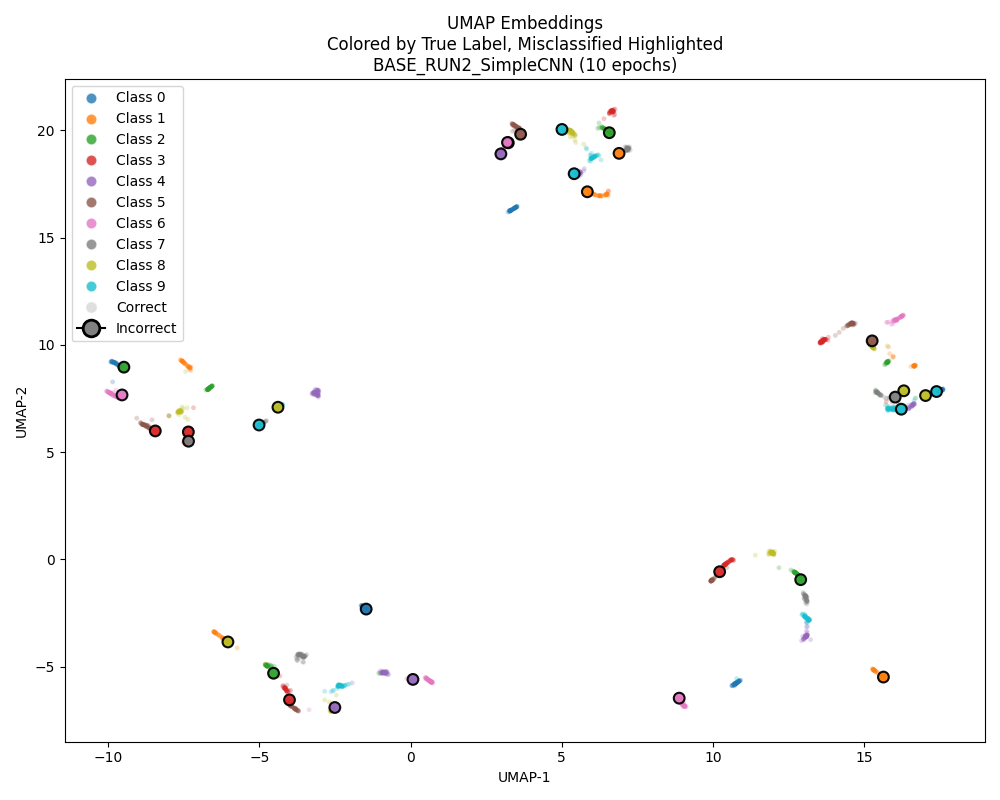 UMAP Embeddings
Colored by True Label, Misclassified Highlighted
BASE_RUN2_SimpleCNN (10 epochs)
Class 0
Class 1
Class 2
Class 3
Class 4
Class 5
Class 6
Class 7
Class 8
Class 9
Correct
Incorrect
UMAP-2
20
15
10
5
0
−5
−10
−5
0
5
10
15
UMAP-1